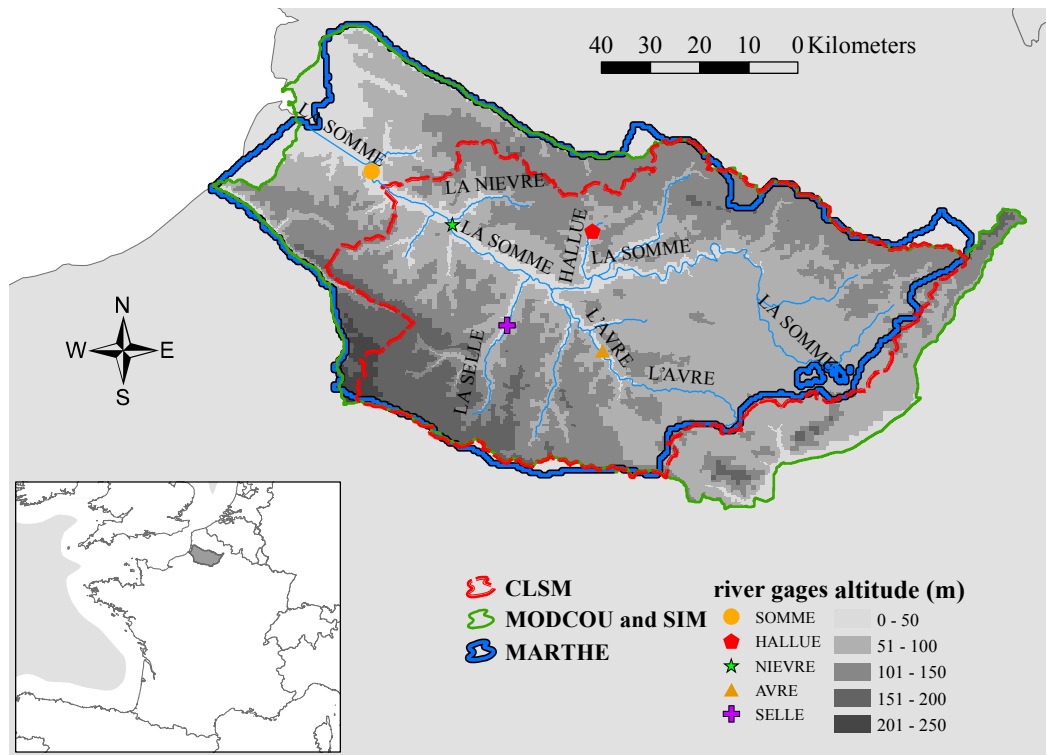 40 30 20 10 0 Kilometers
LA SOMME
LA NIEVRE
LA SOMME
HALLUE
LA SOMME
LA SOMME
L'AVRE
L'AVRE
LA SELLE
N
W E
S
CLSM
MODCOU and SIM
MARTHE
river gages
SOMME
HALLUE
NIEVRE
AVRE
SELLE
altitude (m)
0 - 50
51 - 100
101 - 150
151 - 200
201 - 250